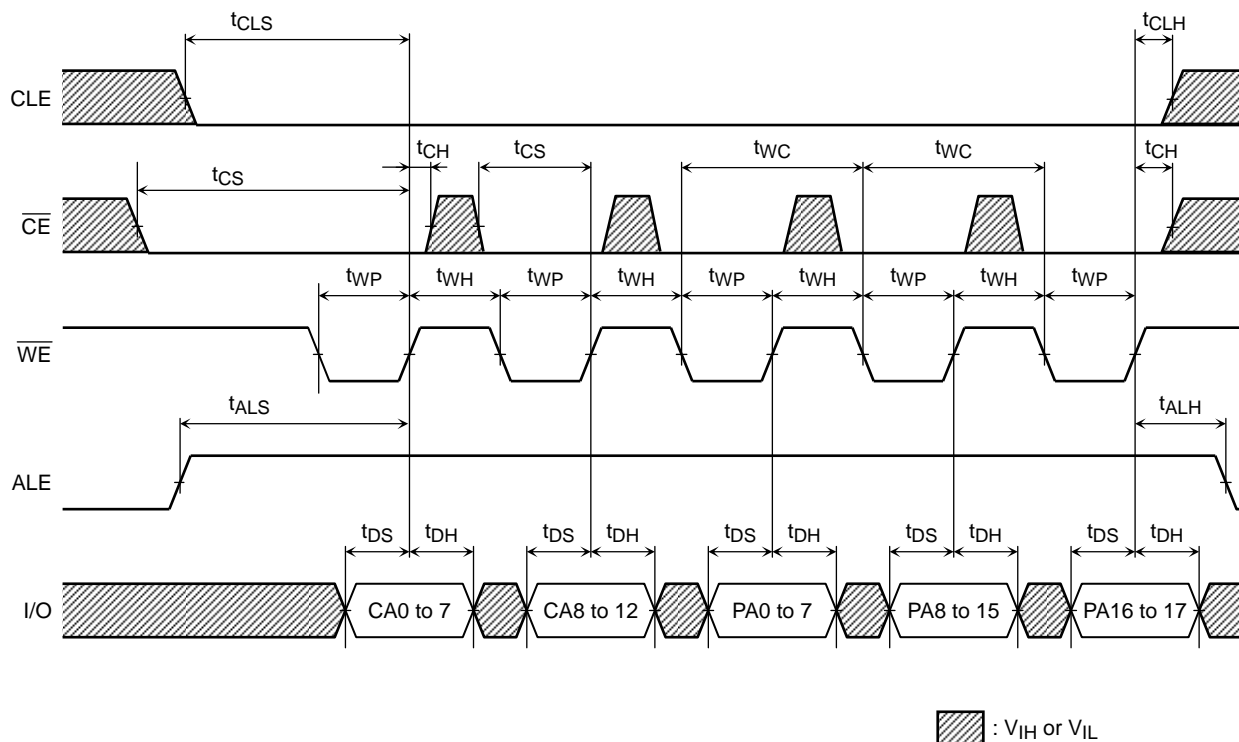 tCLS tCLH
CLE
tCH tCS tWC tWC tCH
tCS
CE
tWP tWH tWP tWH tWP tWH tWP tWH tWP
WE
tALS tALH
ALE
tDS tDH tDS tDH tDS tDH tDS tDH tDS tDH
I/O CA0 to 7 CA8 to 12 PA0 to 7 PA8 to 15 PA16 to 17
: VIH or VIL